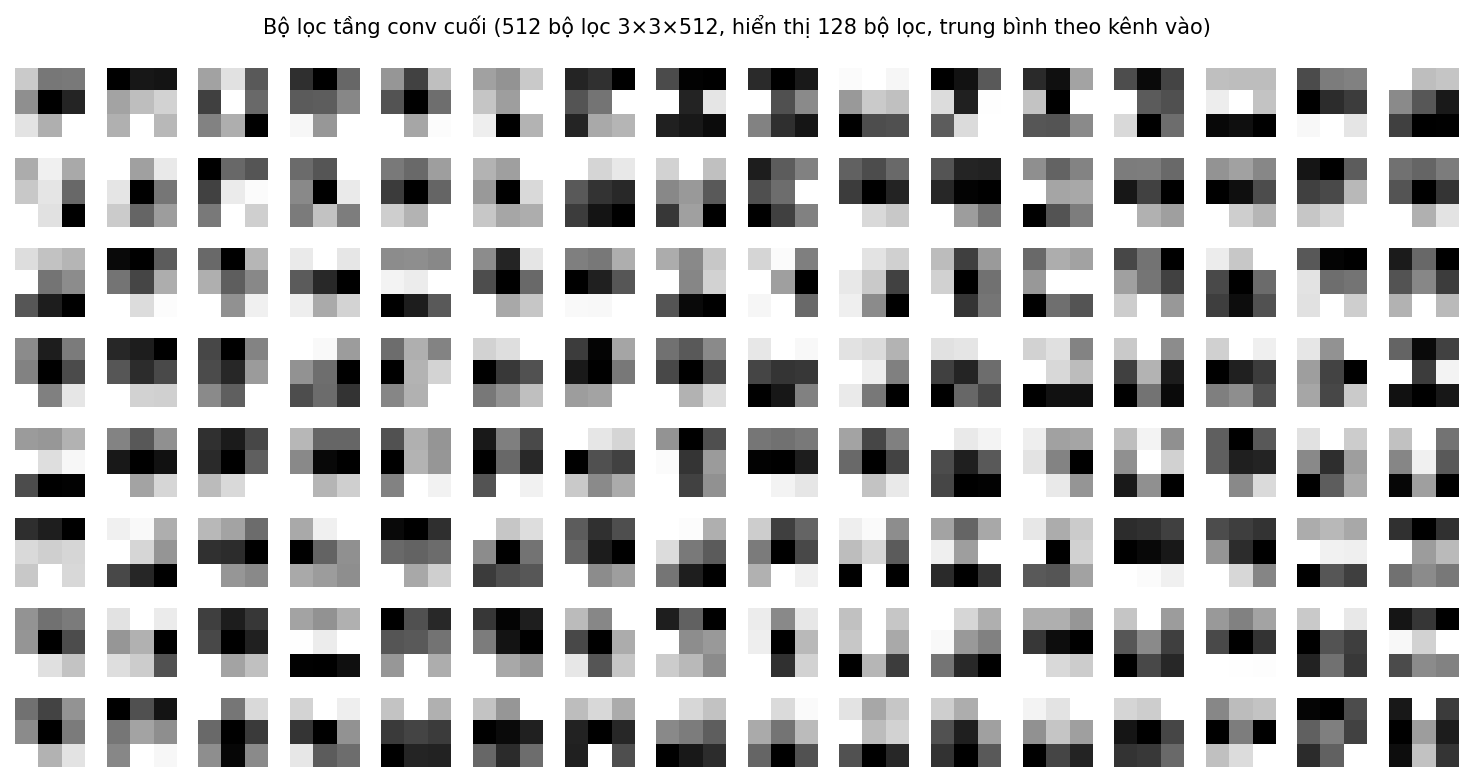 Bộ lọc tầng conv cuối (512 bộ lọc 3×3×512, hiển thị 128 bộ lọc, trung bình theo kênh vào)